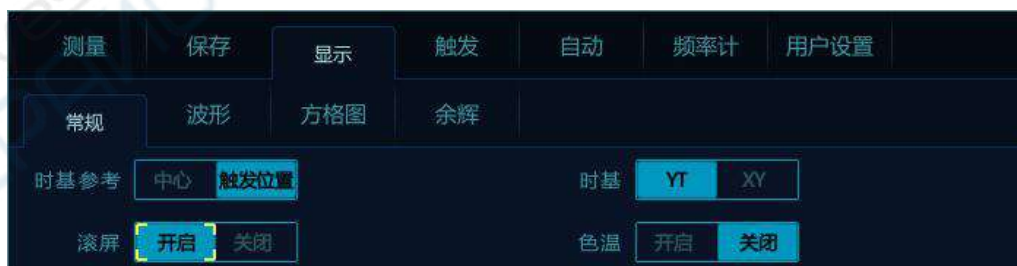 测量 保存 显示 触发 自动 频率计 用户设置
常规 波形 方格图 余辉
时基参考 中心 触发位置 时基 YT XY
滚屏 开启 关闭 色温 开启 关闭